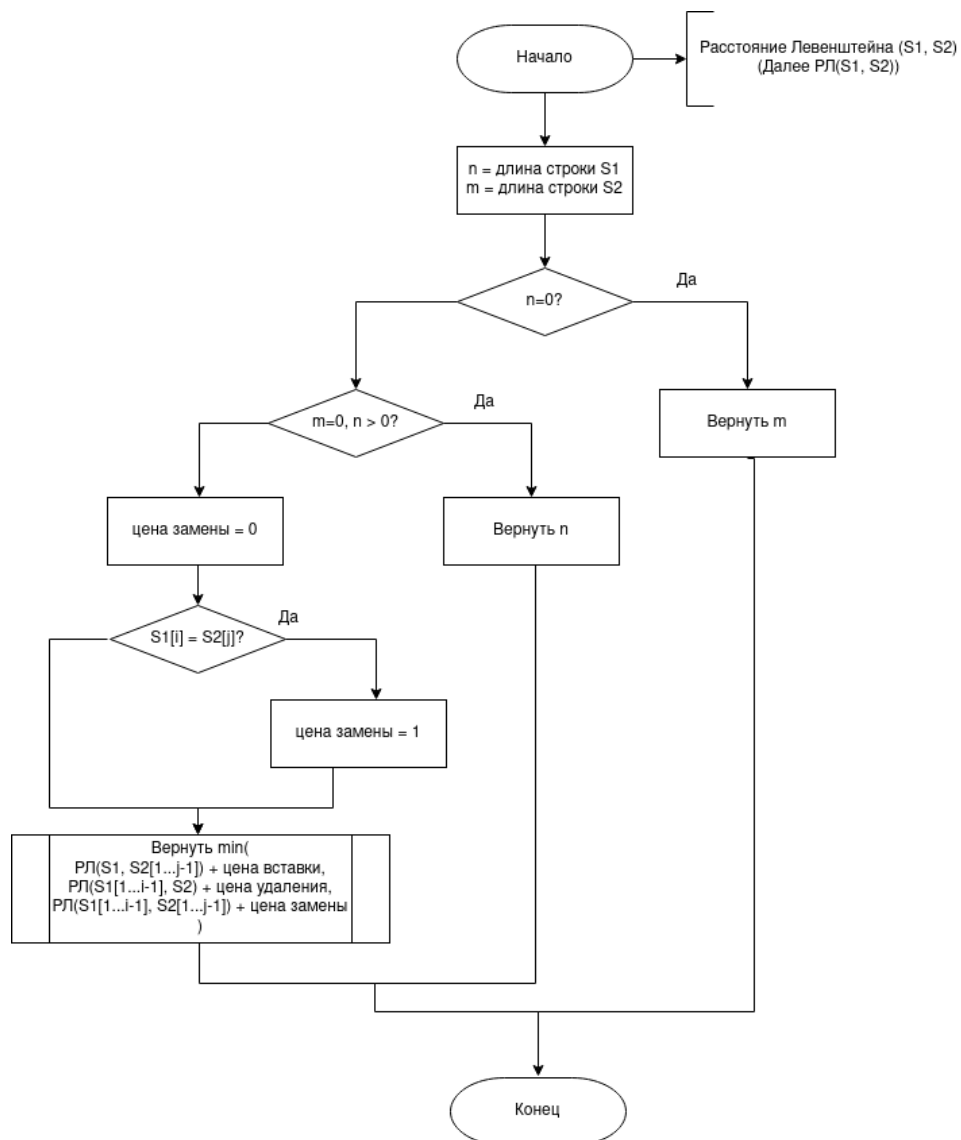 Начало
Расстояние Левенштейна (S1, S2)
(Далее РЛ(S1, S2))
n = длина строки S1
m = длина строки S2
n=0?
Да
m=0, n > 0?
Да
Вернуть m
цена замены = 0
Вернуть n
S1[i] = S2[j]?
Да
цена замены = 1
Вернуть min(
РЛ(S1, S2[1...j-1]) + цена вставки,
РЛ(S1[1...i-1], S2) + цена удаления,
РЛ(S1[1...i-1], S2[1...j-1]) + цена замены
)
Конец